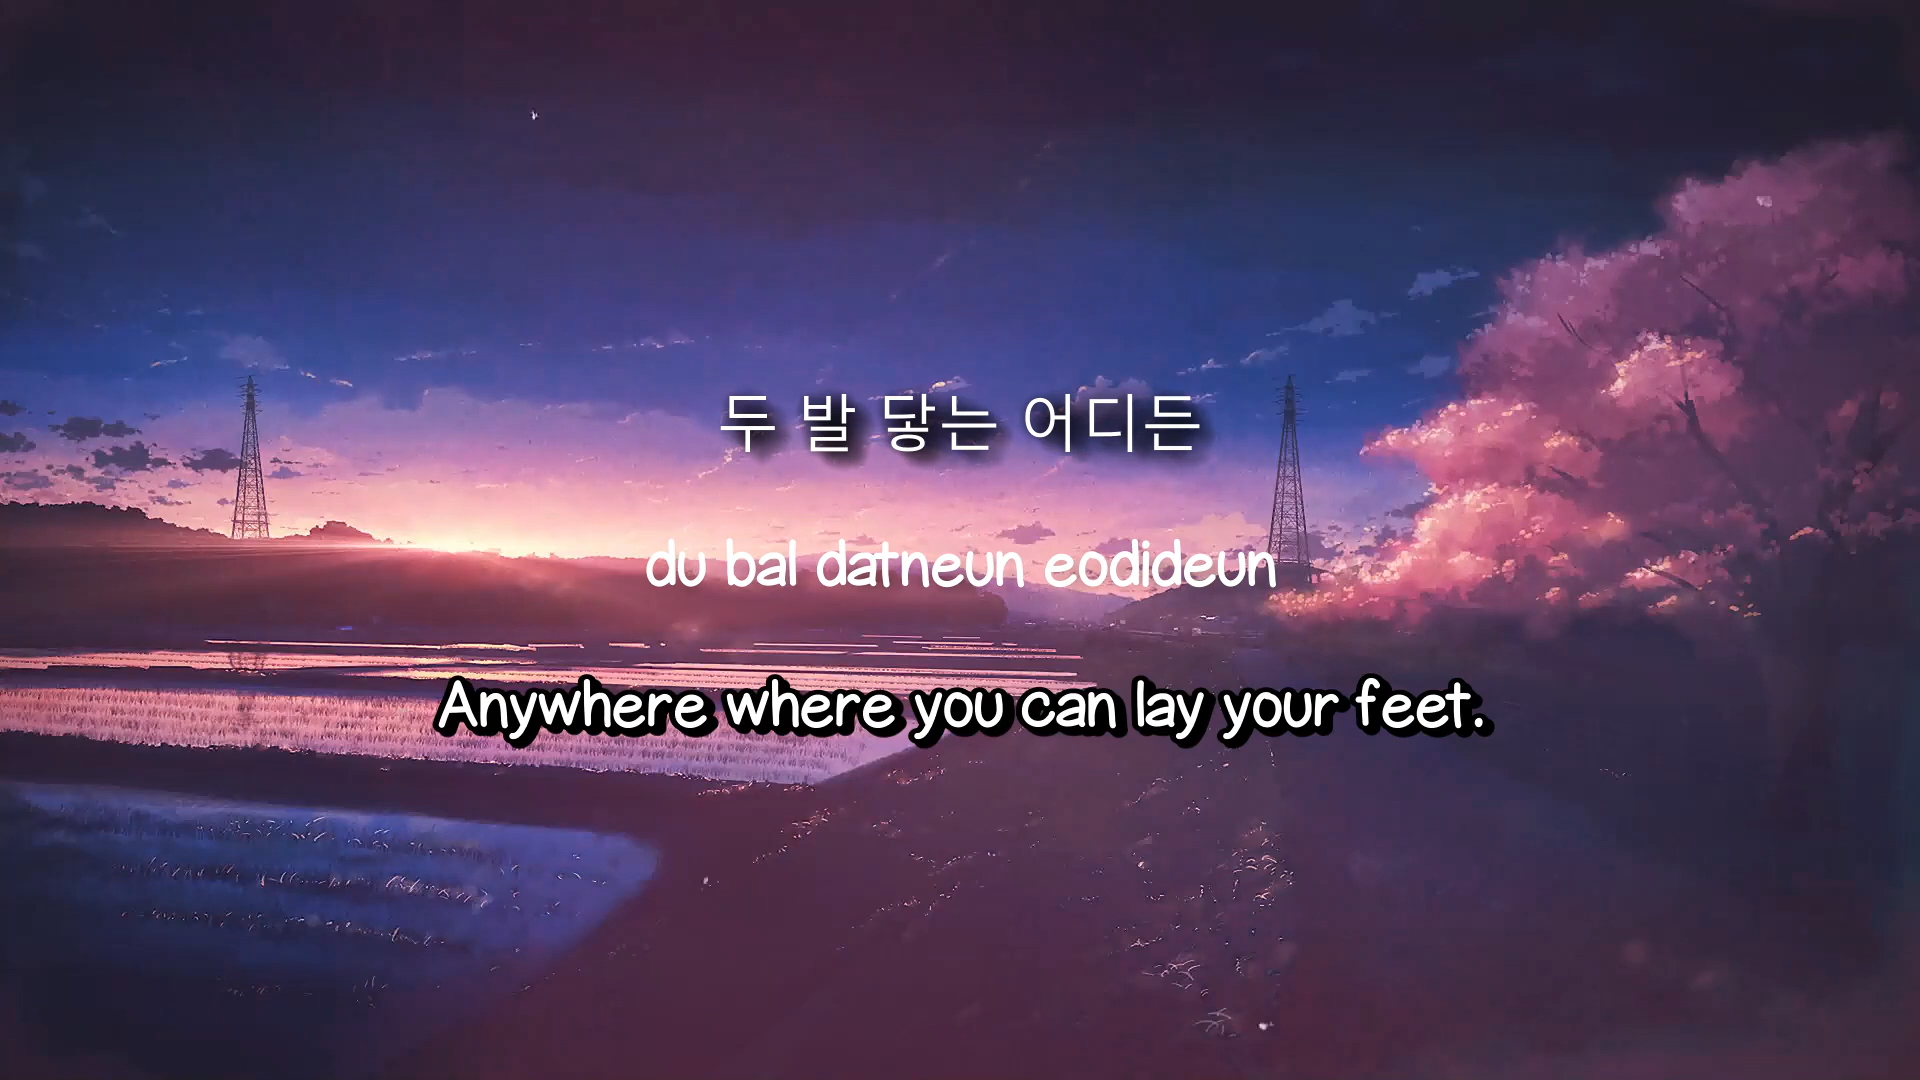 두 발 닿는 어디든
du bal datneun eodideun
Anywhere where you can lay your feet.